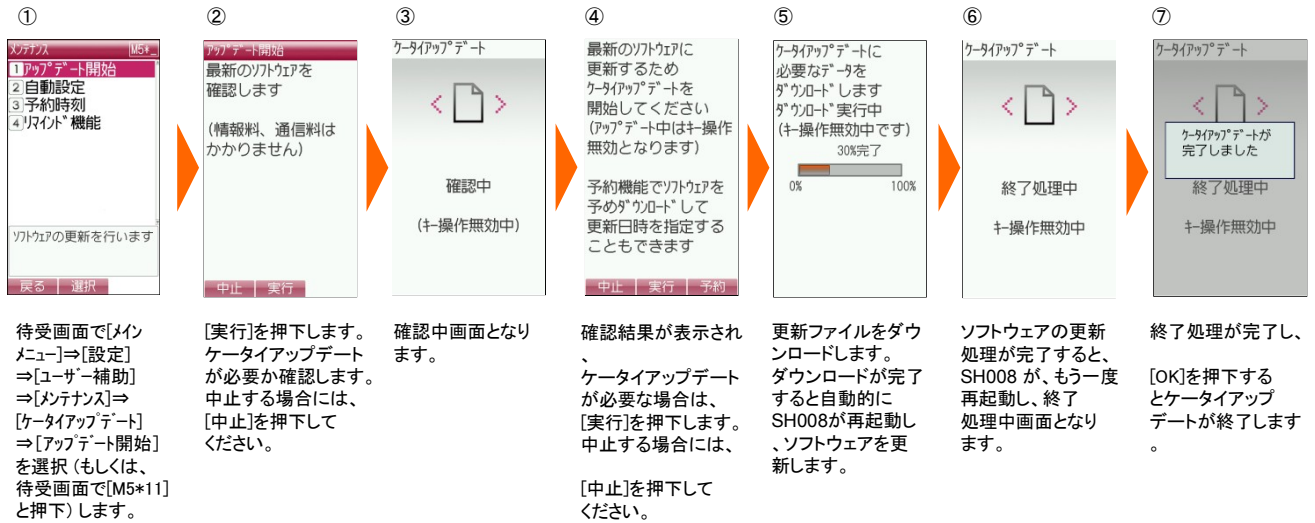 ①
メンテナンス M5*_
1 アップデート開始
2 自動設定
3 予約時刻
4 リマインド機能
ソフトウェアの更新を行います
戻る 選択
待受画面で[メイン
メニュー]⇒[設定]
⇒[ユーザー補助]
⇒[メンテナンス]⇒
[ケータイアップデート]
⇒[アップデート開始]
を選択(もしくは、
待受画面で[M5*11]
と押下)します。
②
アップデート開始
最新のソフトウェアを
確認します
(情報料、通信料は
かかりません)
中止 実行
[実行]を押下します。
ケータイアップデート
が必要か確認します。
中止する場合には、
[中止]を押下して
ください。
③
ケータイアップデート
確認中
(キー操作無効中)
確認中画面となり
ます。
④
最新のソフトウェアに
更新するため
ケータイアップデートを
開始してください
(アップデート中はキー操作
無効となります)
予約機能でソフトウェアを
予めダウンロードして
更新日時を指定する
こともできます
中止 実行 予約
確認結果が表示され
、
ケータイアップデート
が必要な場合は、
[実行]を押下します。
中止する場合には、
[中止]を押下して
ください。
⑤
ケータイアップデートに
必要なデータを
ダウンロードします
ダウンロード実行中
(キー操作無効中です)
30%完了
0% 100%
更新ファイルをダウ
ンロードします。
ダウンロードが完了
すると自動的に
SH008が再起動し
、ソフトウェアを更
新します。
⑥
ケータイアップデート
終了処理中
キー操作無効中
ソフトウェアの更新
処理が完了すると、
SH008 が、もう一度
再起動し、終了
処理中画面となり
ます。
⑦
ケータイアップデート
ケータイアップデートが
完了しました
終了処理中
キー操作無効中
終了処理が完了し、
[OK]を押下する
とケータイアップ
デートが終了します
。